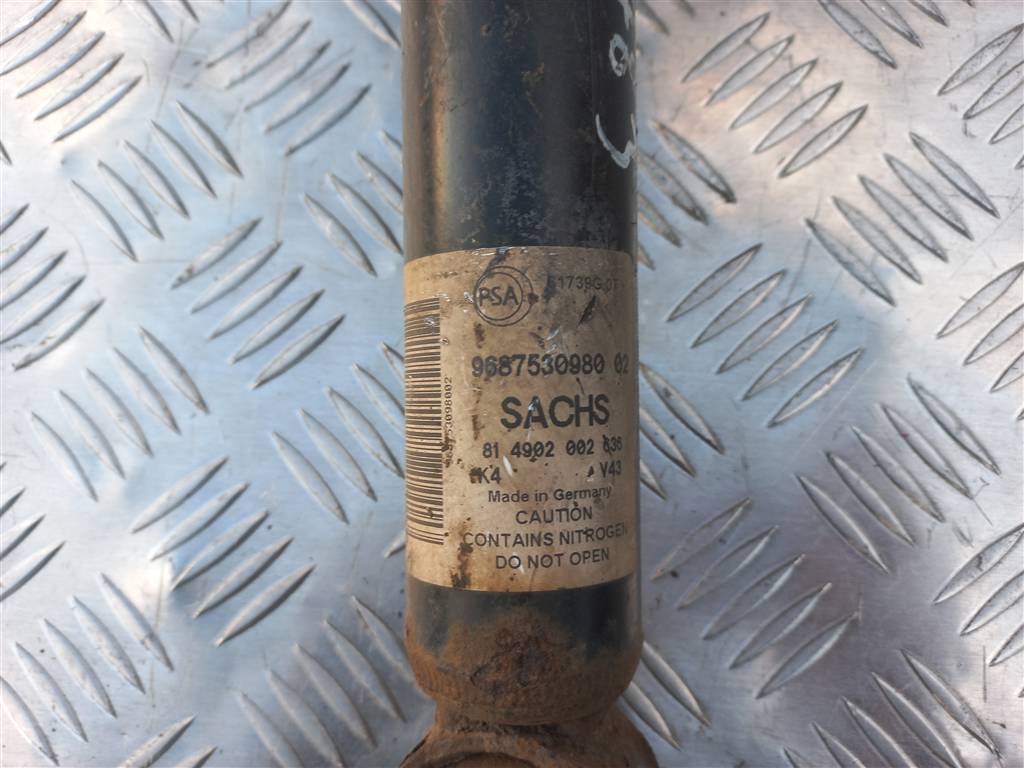 PSA
9687530980 02
SACHS
81 4902 002 636
K4 V43
Made in Germany
CAUTION
CONTAINS NITROGEN
DO NOT OPEN
968753098002